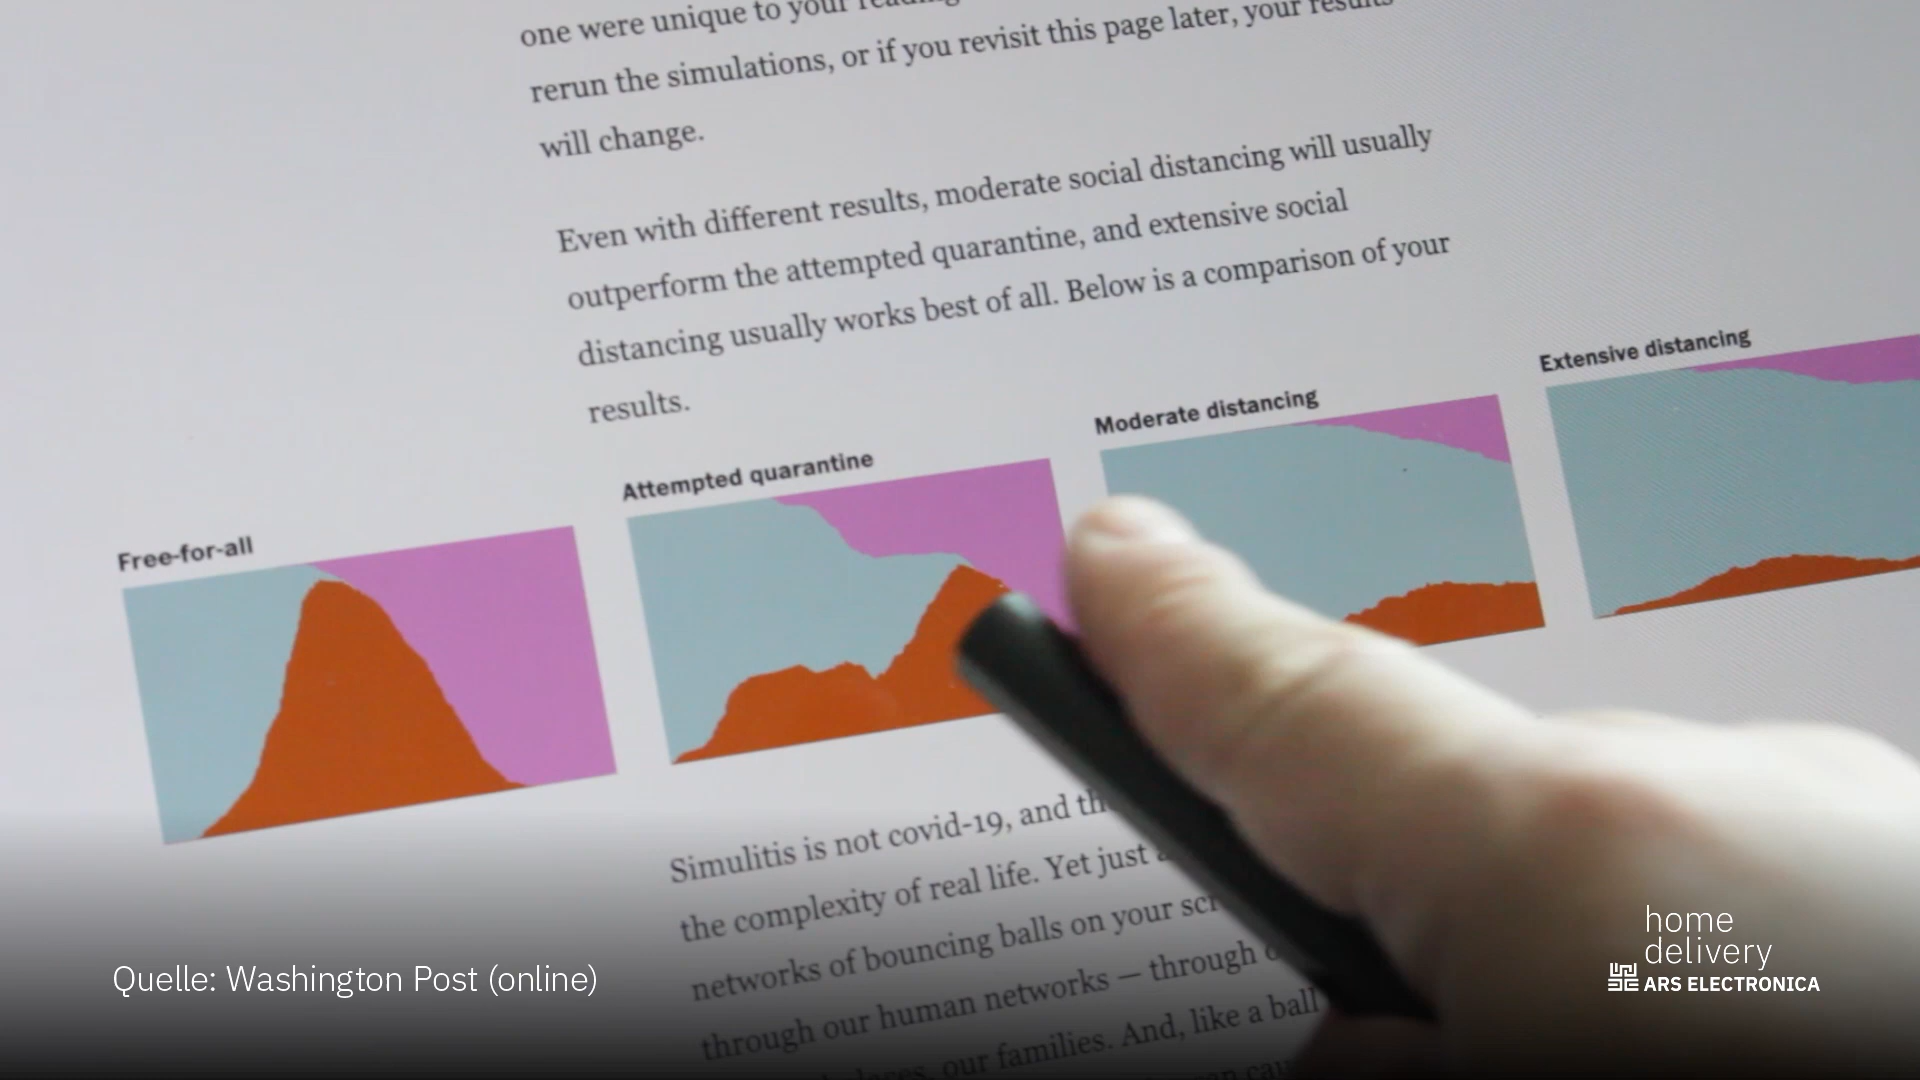 one were unique to your reading
rerun the simulations, or if you revisit this page later, your results
will change.
Even with different results, moderate social distancing will usually
outperform the attempted quarantine, and extensive social
distancing usually works best of all. Below is a comparison of your
results.
Free-for-all
Attempted quarantine
Moderate distancing
Extensive distancing
Simulitis is not covid-19, and
the complexity of real life. Yet just
networks of bouncing balls on your
through our human networks — through
our families. And, like a ball
Quelle: Washington Post (online)
home
delivery
ARS ELECTRONICA